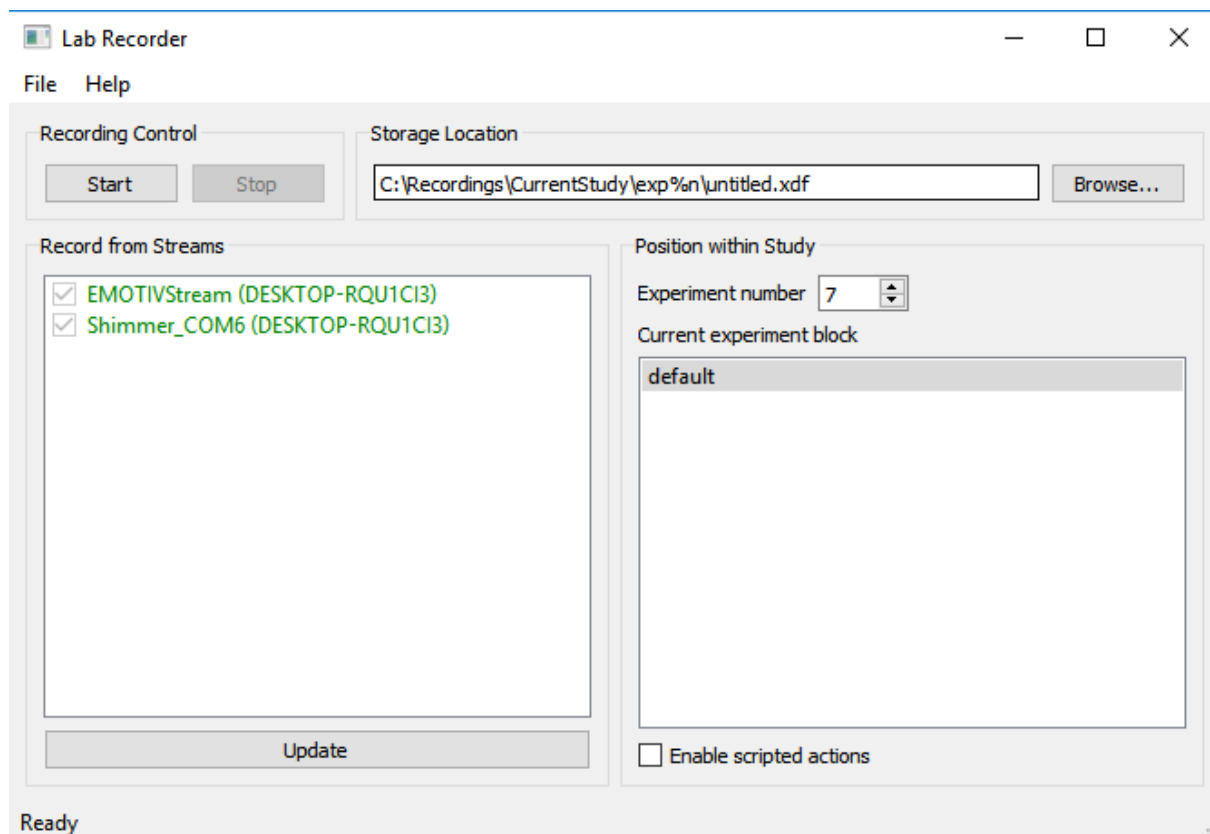 Lab Recorder
File Help
Recording Control
Start Stop
Storage Location
C:\Recordings\CurrentStudy\exp%n\untitled.xdf Browse...
Record from Streams
EMOTIVStream (DESKTOP-RQU1CI3)
Shimmer_COM6 (DESKTOP-RQU1CI3)
Update
Position within Study
Experiment number 7
Current experiment block
default
Enable scripted actions
Ready